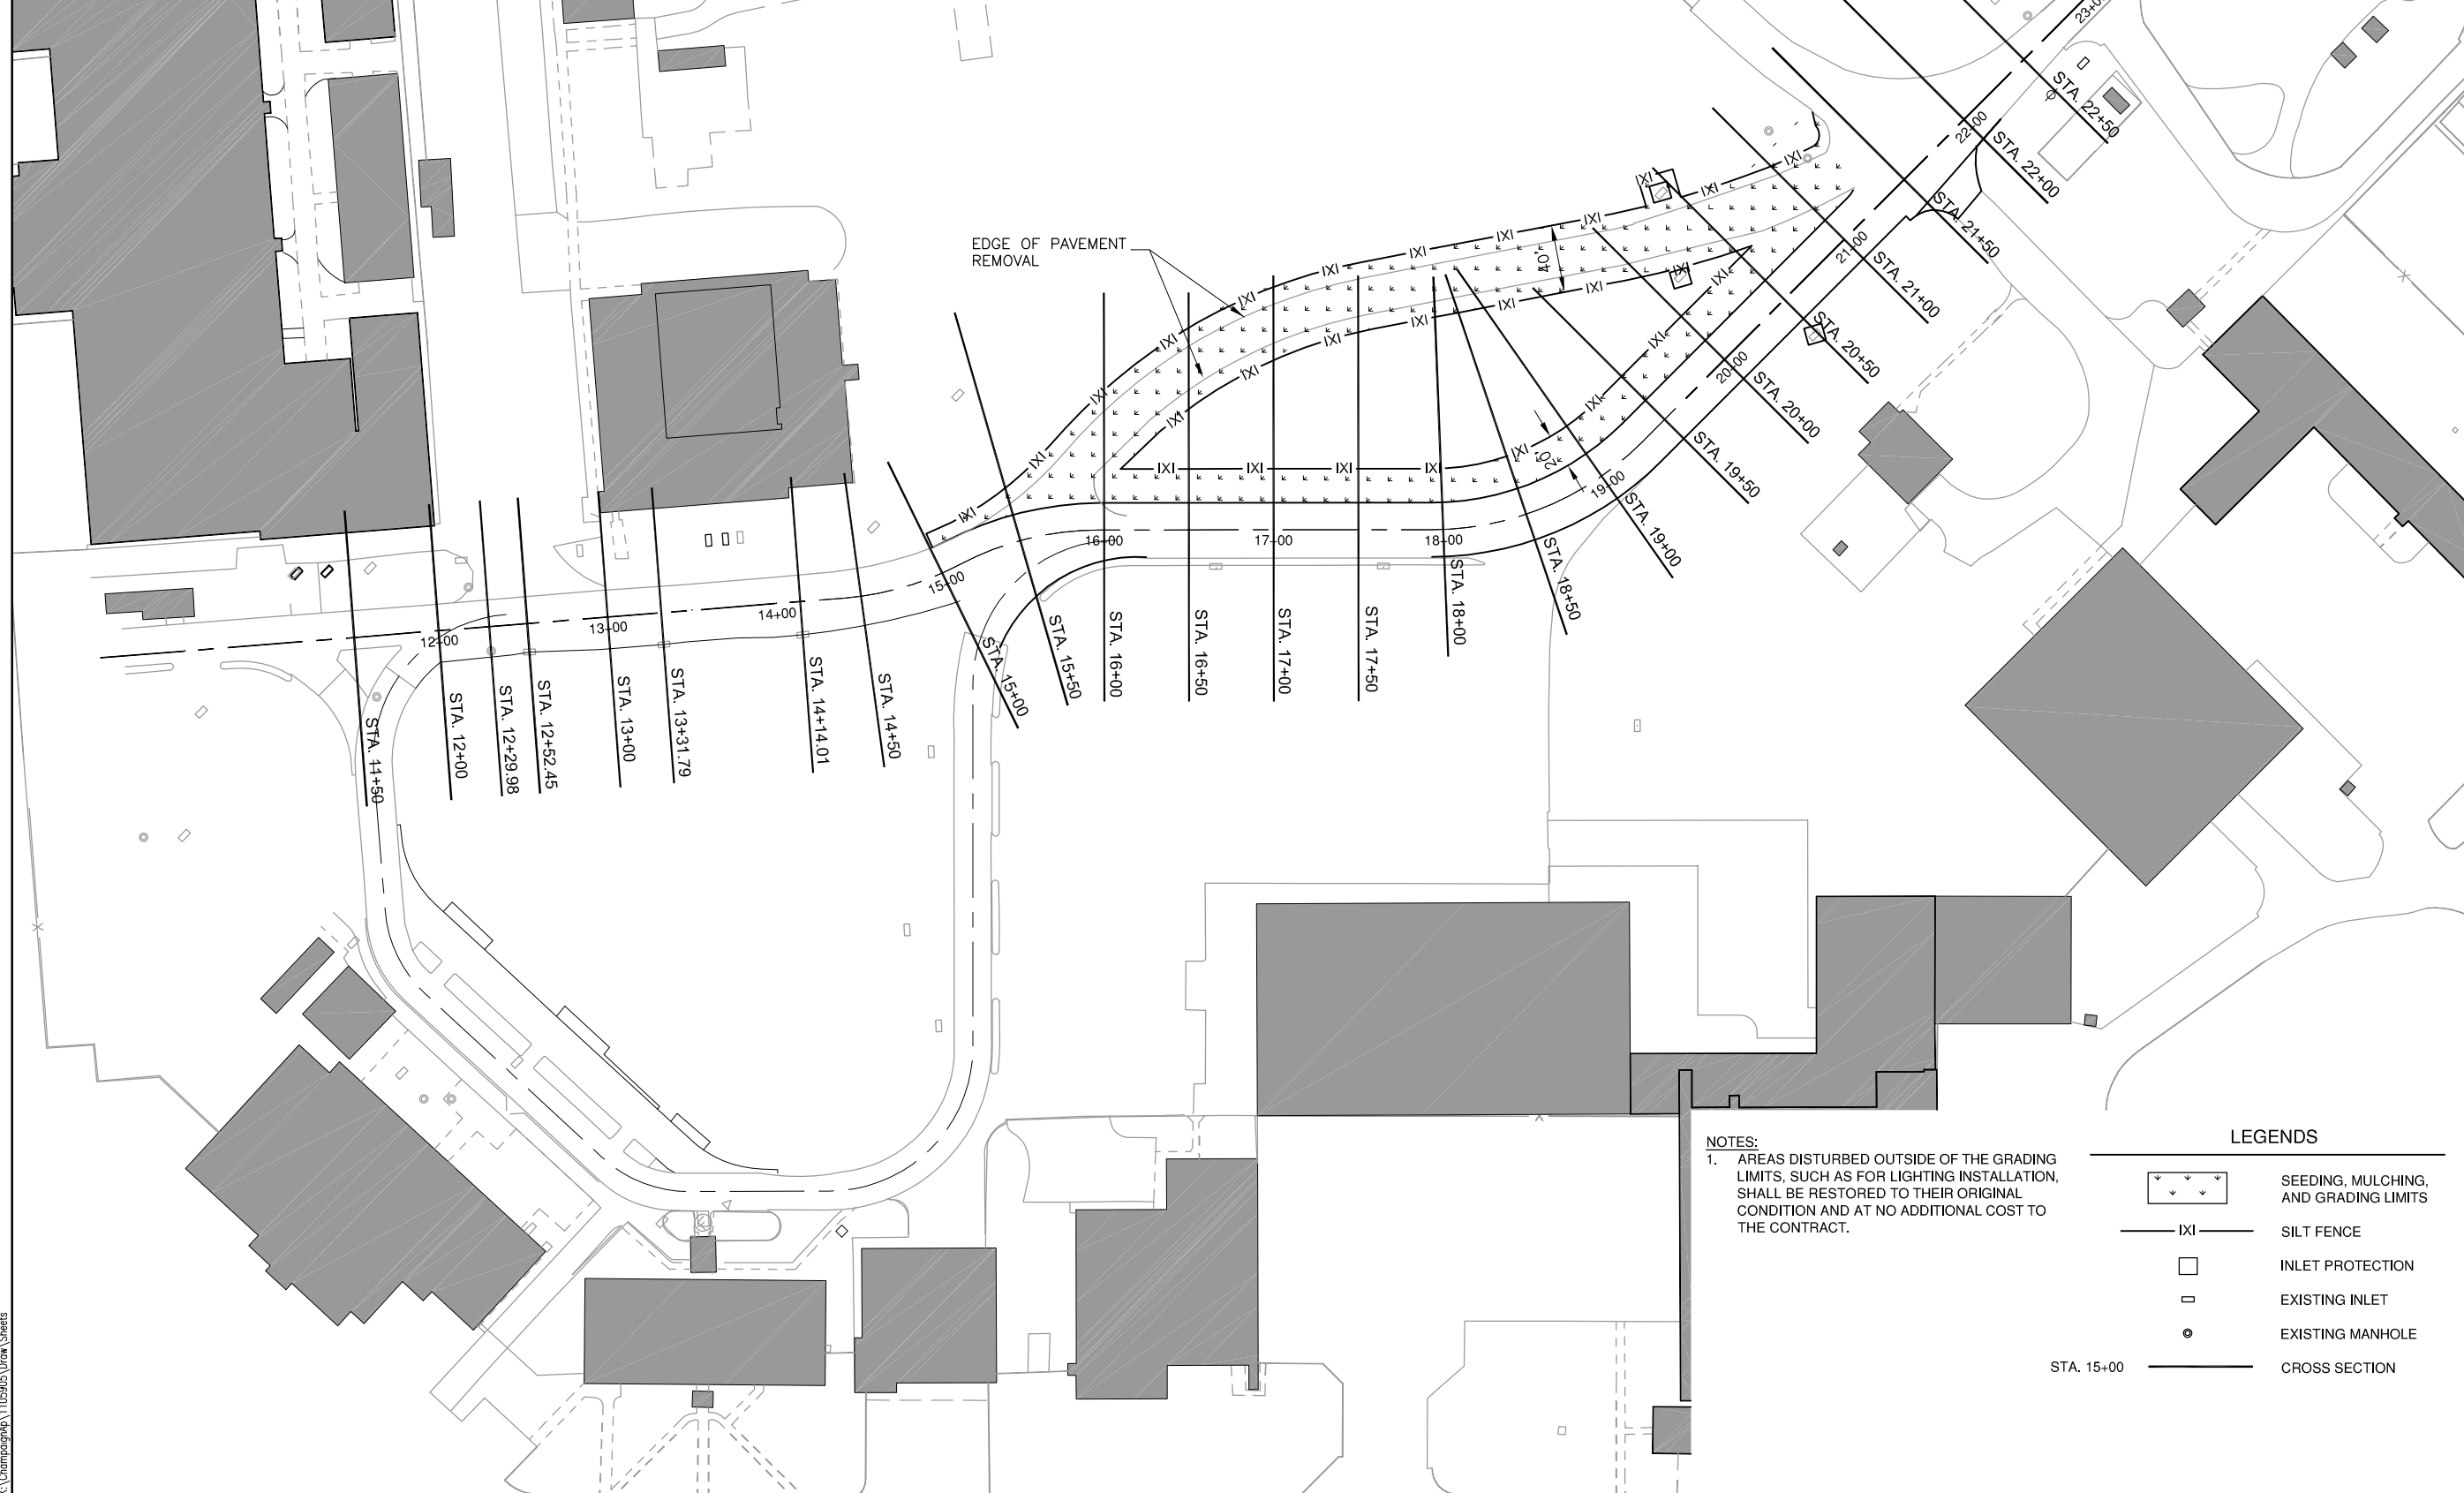 EDGE OF PAVEMENT
REMOVAL
40'
20'
12+00
13+00
14+00
15+00
16+00
17+00
18+00
19+00
20+00
21+00
22+00
STA. 11+50
STA. 12+00
STA. 12+29.98
STA. 12+52.45
STA. 13+00
STA. 13+31.79
STA. 14+14.01
STA. 14+50
STA. 15+00
STA. 15+50
STA. 16+00
STA. 16+50
STA. 17+00
STA. 17+50
STA. 18+00
STA. 18+50
STA. 19+00
STA. 19+50
STA. 20+00
STA. 20+50
STA. 21+00
STA. 21+50
STA. 22+00
STA. 22+50
NOTES:
1. AREAS DISTURBED OUTSIDE OF THE GRADING
LIMITS, SUCH AS FOR LIGHTING INSTALLATION,
SHALL BE RESTORED TO THEIR ORIGINAL
CONDITION AND AT NO ADDITIONAL COST TO
THE CONTRACT.
LEGENDS
SEEDING, MULCHING,
AND GRADING LIMITS
IXI SILT FENCE
INLET PROTECTION
EXISTING INLET
EXISTING MANHOLE
STA. 15+00 CROSS SECTION